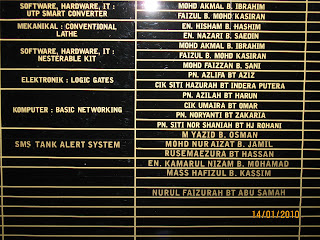 SOFTWARE, HARDWARE, IT : MOHD AKMAL B. IBRAHIM
UTP SMART CONVERTER FAIZUL B. MOHD KASIRAN
MEKANIKAL : CONVENTIONAL EN. HISHAM B. HASHIM
LATHE EN. NAZARI B. SAEDIN
MOHD AKMAL B. IBRAHIM
SOFTWARE, HARDWARE, IT : FAIZUL B. MOHD KASIRAN
NESTERABLE KIT MOHD FAIZZAN B. SANI
PN. AZLIFA BT AZIZ
ELEKTRONIK : LOGIC GATES CIK SITI HAZURAH BT INDERA PUTERA
PN. AZILAH BT HARUN
CIK UMAIRA BT OMAR
KOMPUTER : BASIC NETWORKING PN. NORYANTI BT ZAKARIA
PN. SITI NOR SHANIAH BT HJ ROHANI
M YAZID B. OSMAN
SMS TANK ALERT SYSTEM MOHD NUR AIZAT B. JAMIL
RUSEMAEZURA BT HASSAN
EN. KAMARUL NIZAM B. MOHAMAD
MASS HAFIZUL B. KASSIM
NURUL FAIZURAH BT ABU SAMAH
14/01/2010